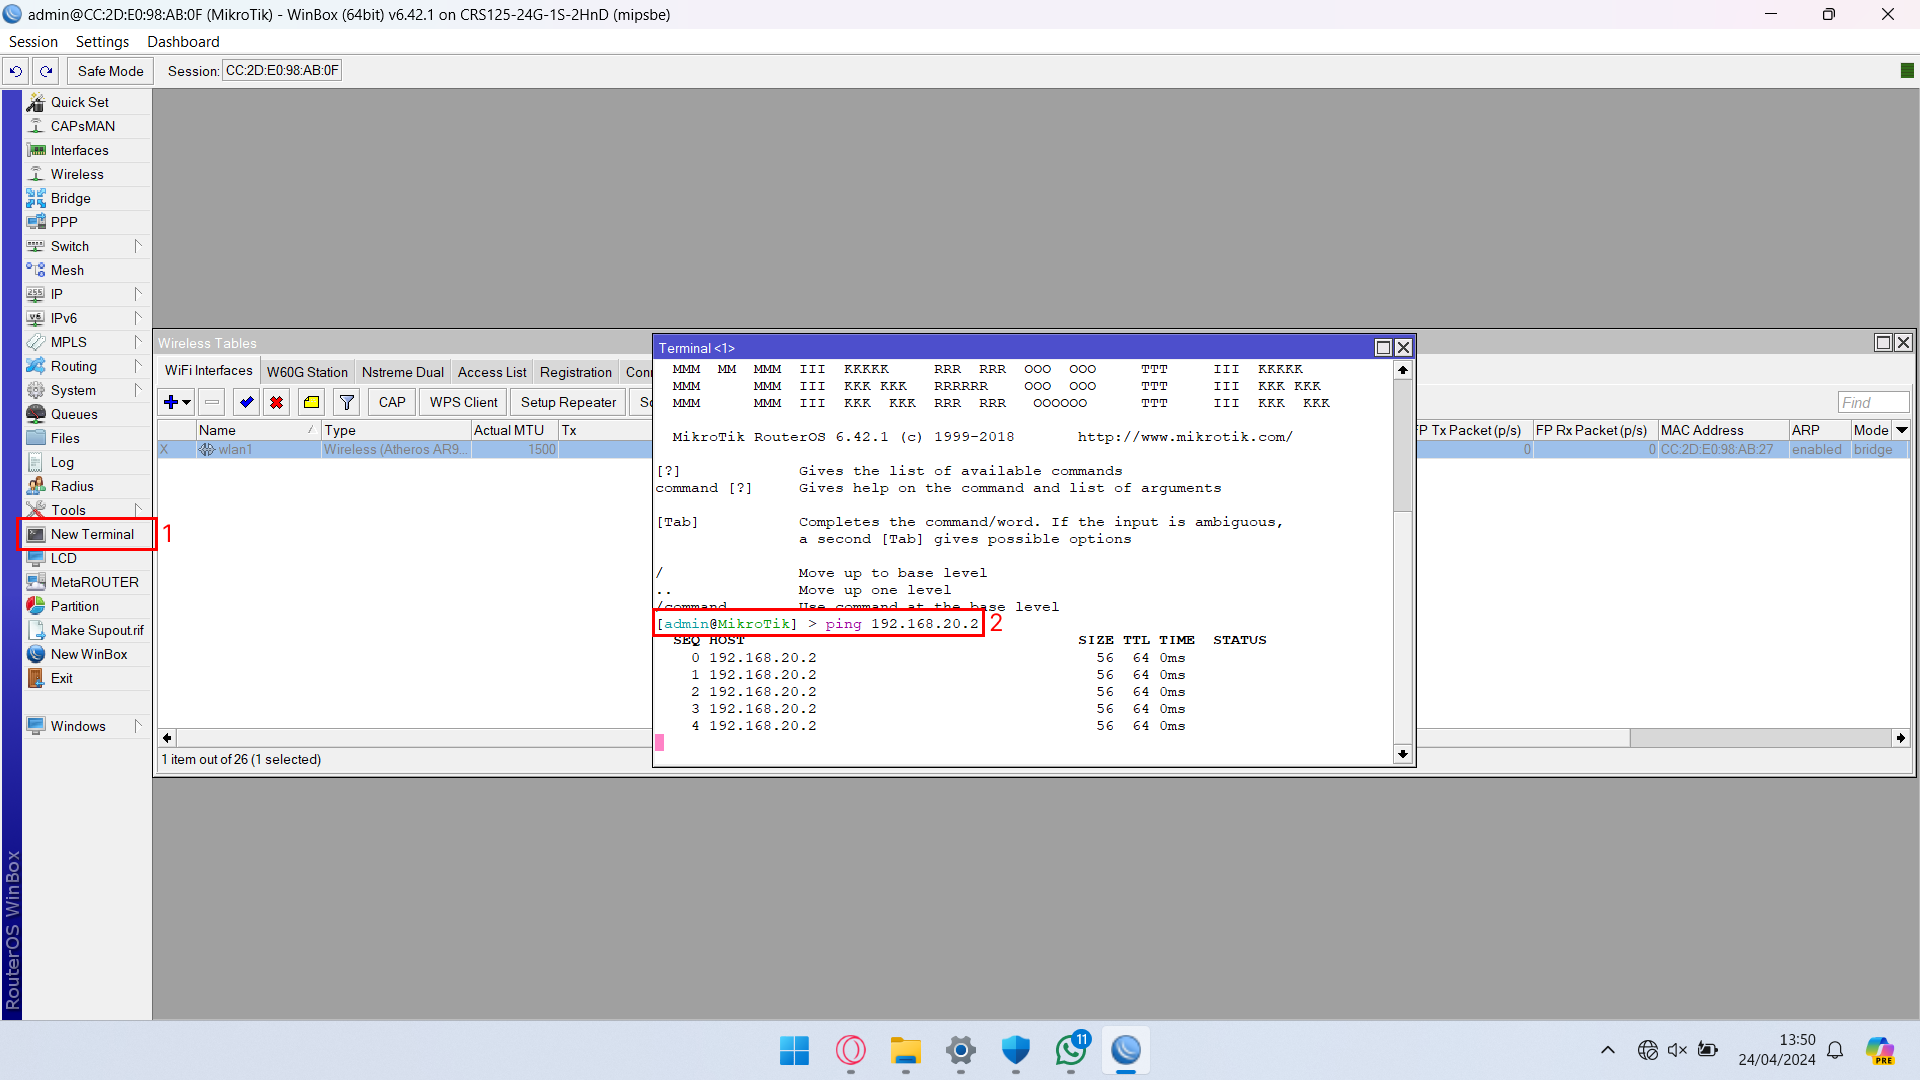 admin@CC:2D:E0:98:AB:0F (MikroTik) - WinBox (64bit) v6.42.1 on CRS125-24G-1S-2HnD (mipsbe)
Session Settings Dashboard
Safe Mode Session: CC:2D:E0:98:AB:0F
Quick Set
CAPsMAN
Interfaces
Wireless
Bridge
PPP
Switch
Mesh
IP
IPv6
MPLS
Routing
System
Queues
Files
Log
Radius
Tools
New Terminal 1
LCD
MetaROUTER
Partition
Make Supout.rif
New WinBox
Exit
Windows
RouterOS WinBox
Wireless Tables
WiFi Interfaces W60G Station Nstreme Dual Access List Registration Conn
CAP WPS Client Setup Repeater Sc
Find
Name / Type Actual MTU Tx
FP Tx Packet (p/s) FP Rx Packet (p/s) MAC Address ARP Mode
X wlan1 Wireless (Atheros AR9... 1500
0 0 CC:2D:E0:98:AB:27 enabled bridge
1 item out of 26 (1 selected)
Terminal <1>
MMM MM MMM III KKKKK RRR RRR OOO OOO TTT III KKKKK
MMM MMM III KKK KKK RRRRRR OOO OOO TTT III KKK KKK
MMM MMM III KKK KKK RRR RRR OOOOOO TTT III KKK KKK
MikroTik RouterOS 6.42.1 (c) 1999-2018 http://www.mikrotik.com/
[?] Gives the list of available commands
command [?] Gives help on the command and list of arguments
[Tab] Completes the command/word. If the input is ambiguous,
a second [Tab] gives possible options
/ Move up to base level
.. Move up one level
/command Use command at the base level
[admin@MikroTik] > ping 192.168.20.2 2
SEQ HOST SIZE TTL TIME STATUS
0 192.168.20.2 56 64 0ms
1 192.168.20.2 56 64 0ms
2 192.168.20.2 56 64 0ms
3 192.168.20.2 56 64 0ms
4 192.168.20.2 56 64 0ms
11
PRE
13:50
24/04/2024